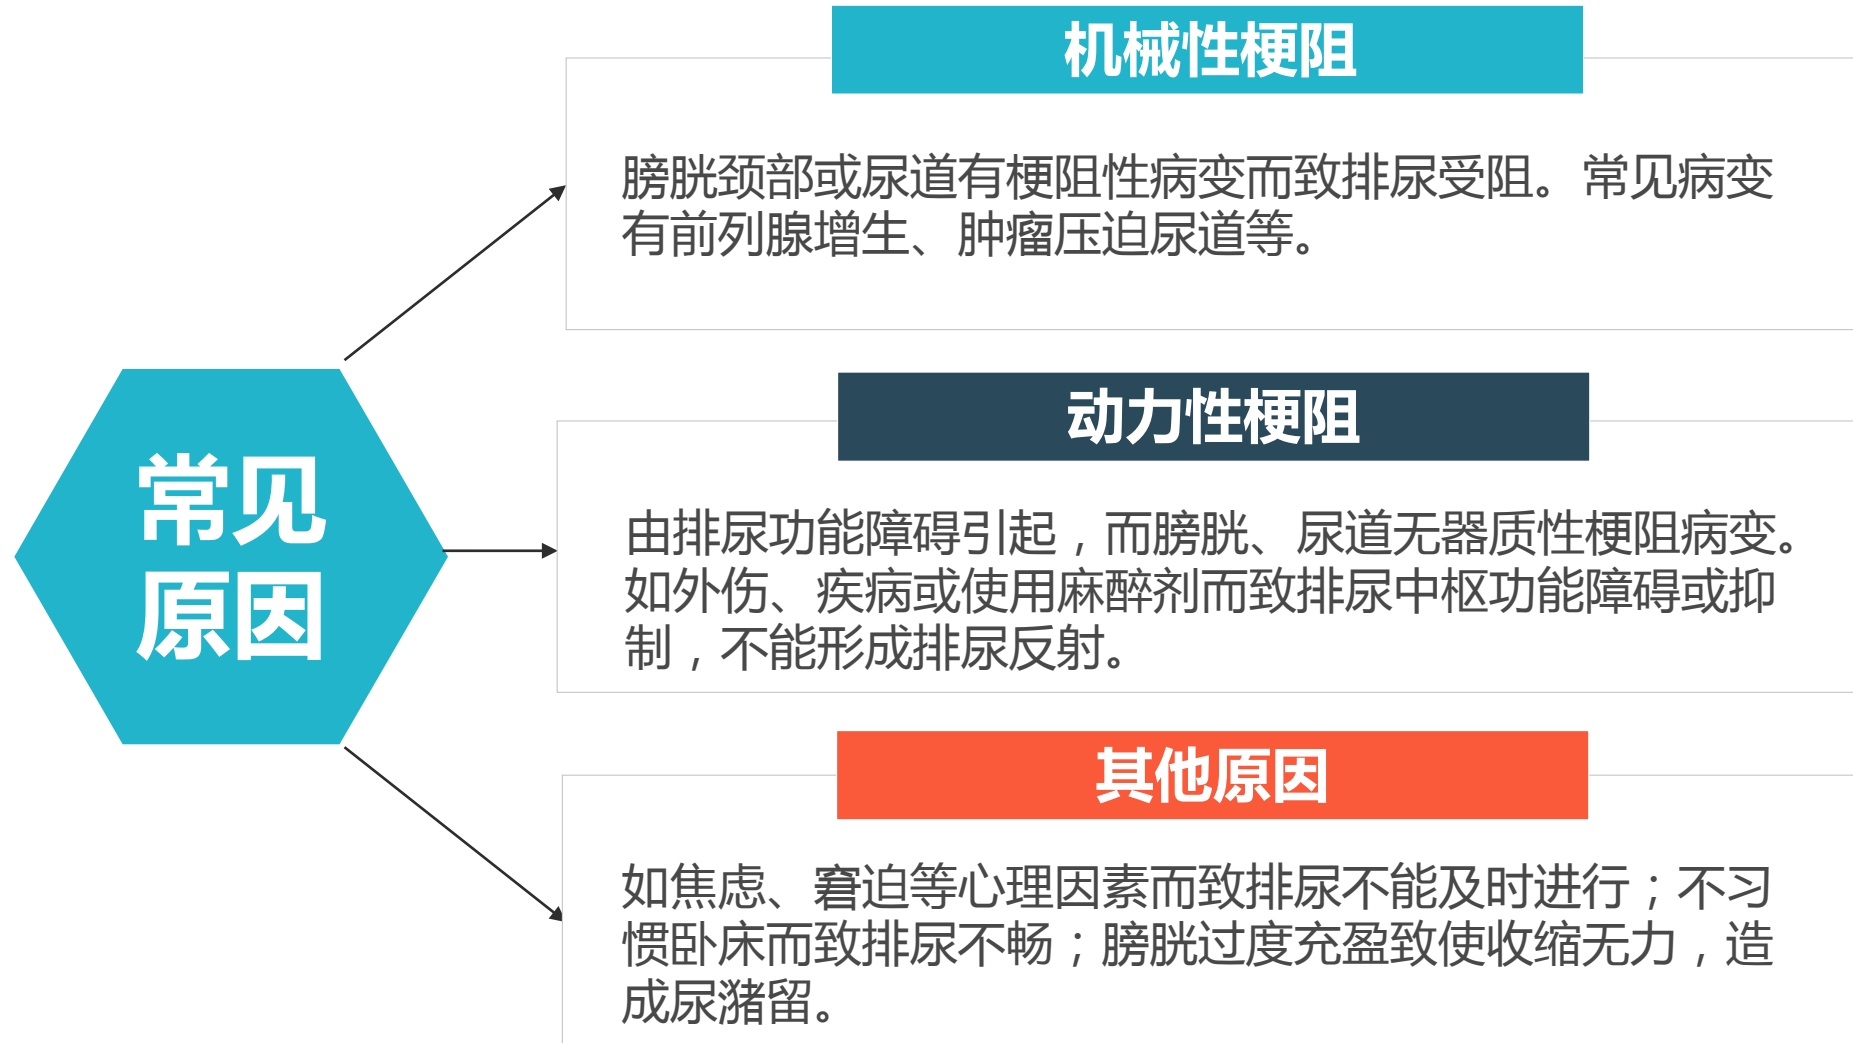 常见
原因
机械性梗阻
膀胱颈部或尿道有梗阻性病变而致排尿受阻。常见病变
有前列腺增生、肿瘤压迫尿道等。
动力性梗阻
由排尿功能障碍引起，而膀胱、尿道无器质性梗阻病变。
如外伤、疾病或使用麻醉剂而致排尿中枢功能障碍或抑
制，不能形成排尿反射。
其他原因
如焦虑、窘迫等心理因素而致排尿不能及时进行；不习
惯卧床而致排尿不畅；膀胱过度充盈致使收缩无力，造
成尿潴留。